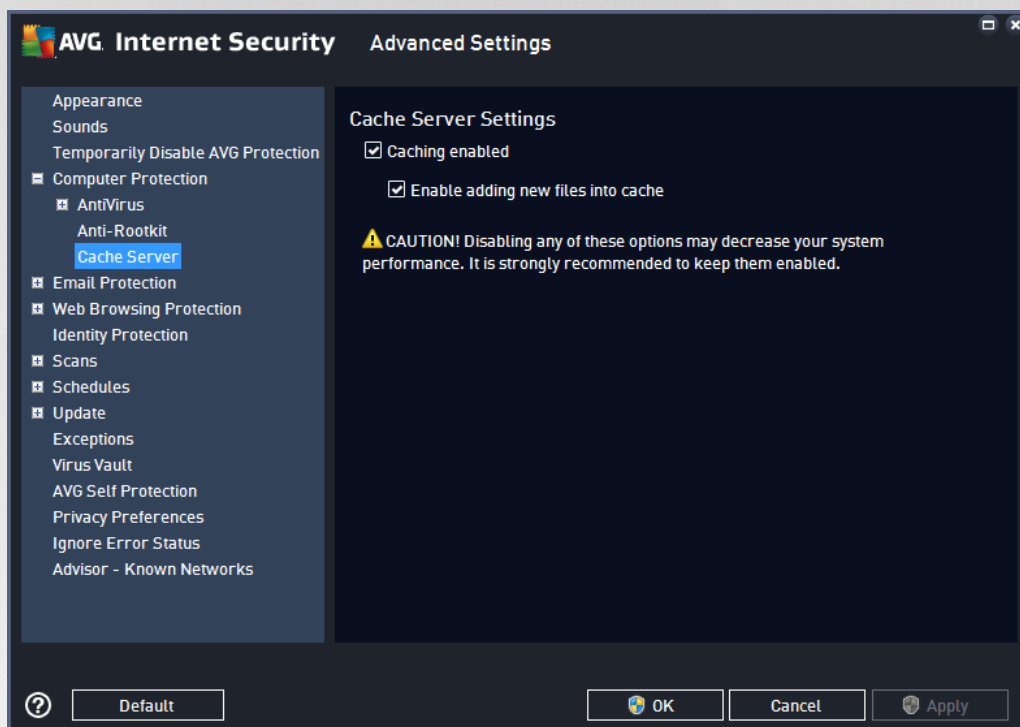 AVG. Internet Security Advanced Settings
Appearance
Sounds
Temporarily Disable AVG Protection
Computer Protection
AntiVirus
Anti-Rootkit
Cache Server
Email Protection
Web Browsing Protection
Identity Protection
Scans
Schedules
Update
Exceptions
Virus Vault
AVG Self Protection
Privacy Preferences
Ignore Error Status
Advisor - Known Networks
Cache Server Settings
Caching enabled
Enable adding new files into cache
CAUTION! Disabling any of these options may decrease your system
performance. It is strongly recommended to keep them enabled.
Default OK Cancel Apply